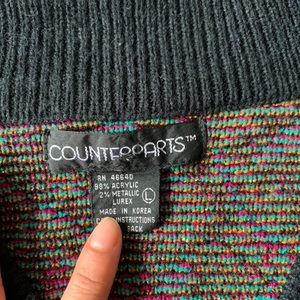 COUNTERPARTS™
RN 46640
98% ACRYLIC
2% METALLIC
LUREX
L
MADE IN KOREA
INSTRUCTIONS
BACK